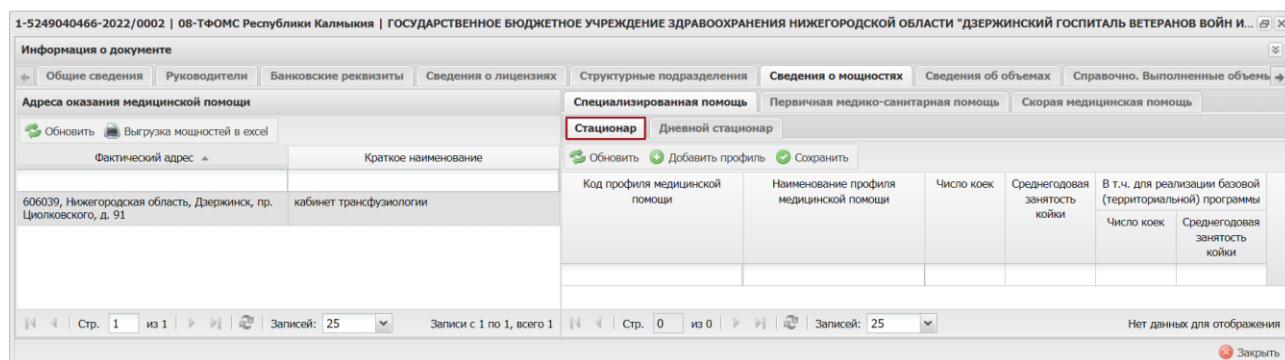 1-5249040466-2022/0002 | 08-ТФОМС Республики Калмыкия | ГОСУДАРСТВЕННОЕ БЮДЖЕТНОЕ УЧРЕЖДЕНИЕ ЗДРАВООХРАНЕНИЯ НИЖЕГОРОДСКОЙ ОБЛАСТИ "ДЗЕРЖИНСКИЙ ГОСПИТАЛЬ ВЕТЕРАНОВ ВОЙН И...
Информация о документе
Общие сведения Руководители Банковские реквизиты Сведения о лицензиях Структурные подразделения Сведения о мощностях Сведения об объемах Справочно. Выполненные объемы
Адреса оказания медицинской помощи
Обновить Выгрузка мощностей в excel
Фактический адрес Краткое наименование
606039, Нижегородская область, Дзержинск, пр. кабинет трансфузиологии
Циолковского, д. 91
Стр. 1 из 1 Записей: 25 Записи с 1 по 1, всего 1
Специализированная помощь Первичная медико-санитарная помощь Скорая медицинская помощь
Стационар Дневной стационар
Обновить Добавить профиль Сохранить
Код профиля медицинской Наименование профиля Число коек Среднегодовая В т.ч. для реализации базовой
помощи медицинской помощи занятость (территориальной) программы
койки Число коек Среднегодовая
занятость
койки
Стр. 0 из 0 Записей: 25 Нет данных для отображения
Закрыть